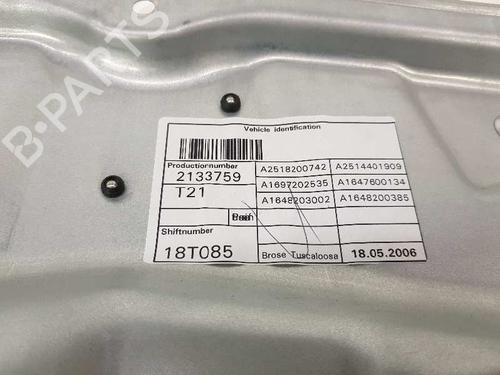 B-PARTS
Vehicle identification
Productionnumber
2133759
T21
A2518200742 A2514401909
A1697202535 A1647600134
A1648203002 A1648200385
Shiftnumber
18T085
Brose Tuscaloosa 18.05.2006